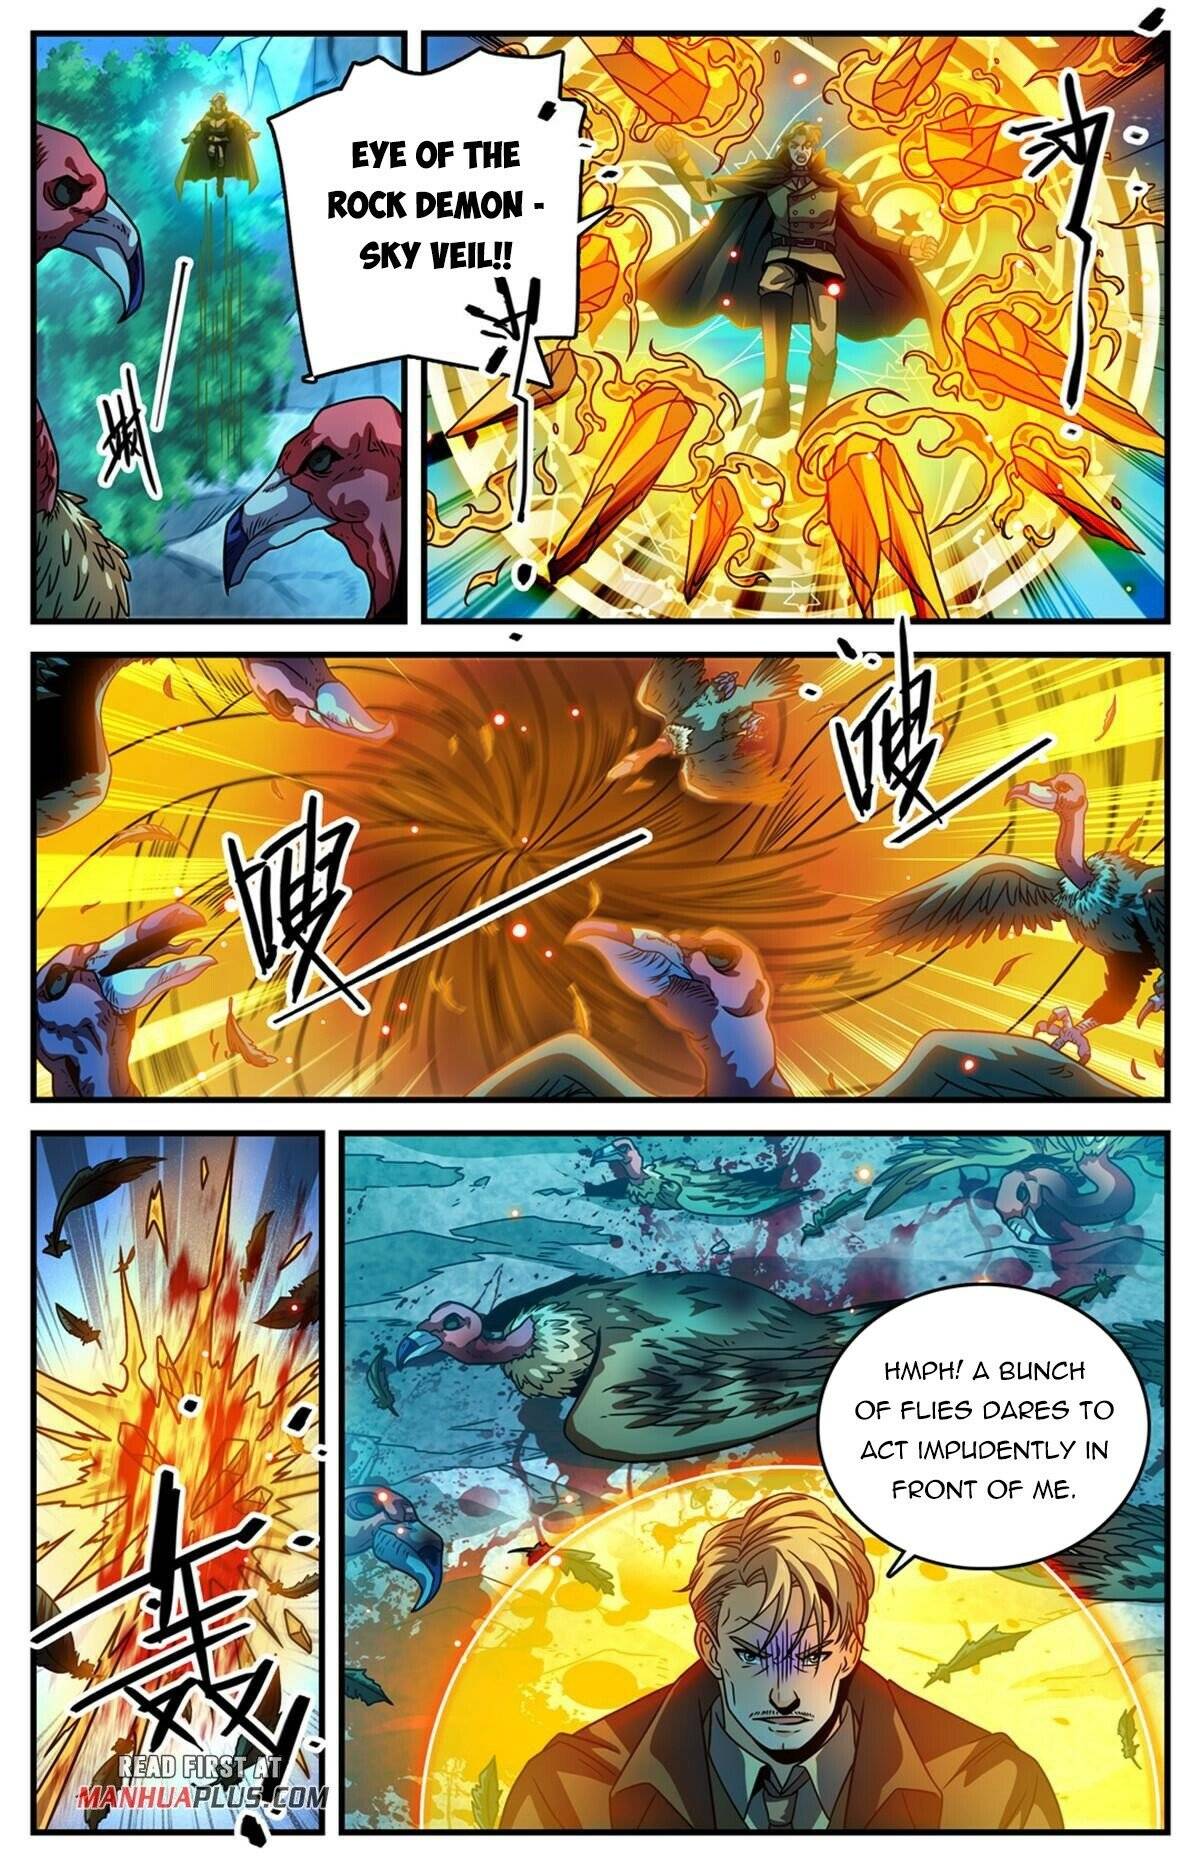 EYE OF THE
ROCK DEMON -
SKY VEIL!!
冲
嗖
嗖
轰
HMPH! A BUNCH
OF FLIES DARES TO
ACT IMPUDENTLY IN
FRONT OF ME.
READ FIRST AT
MANHUAPLUS.COM